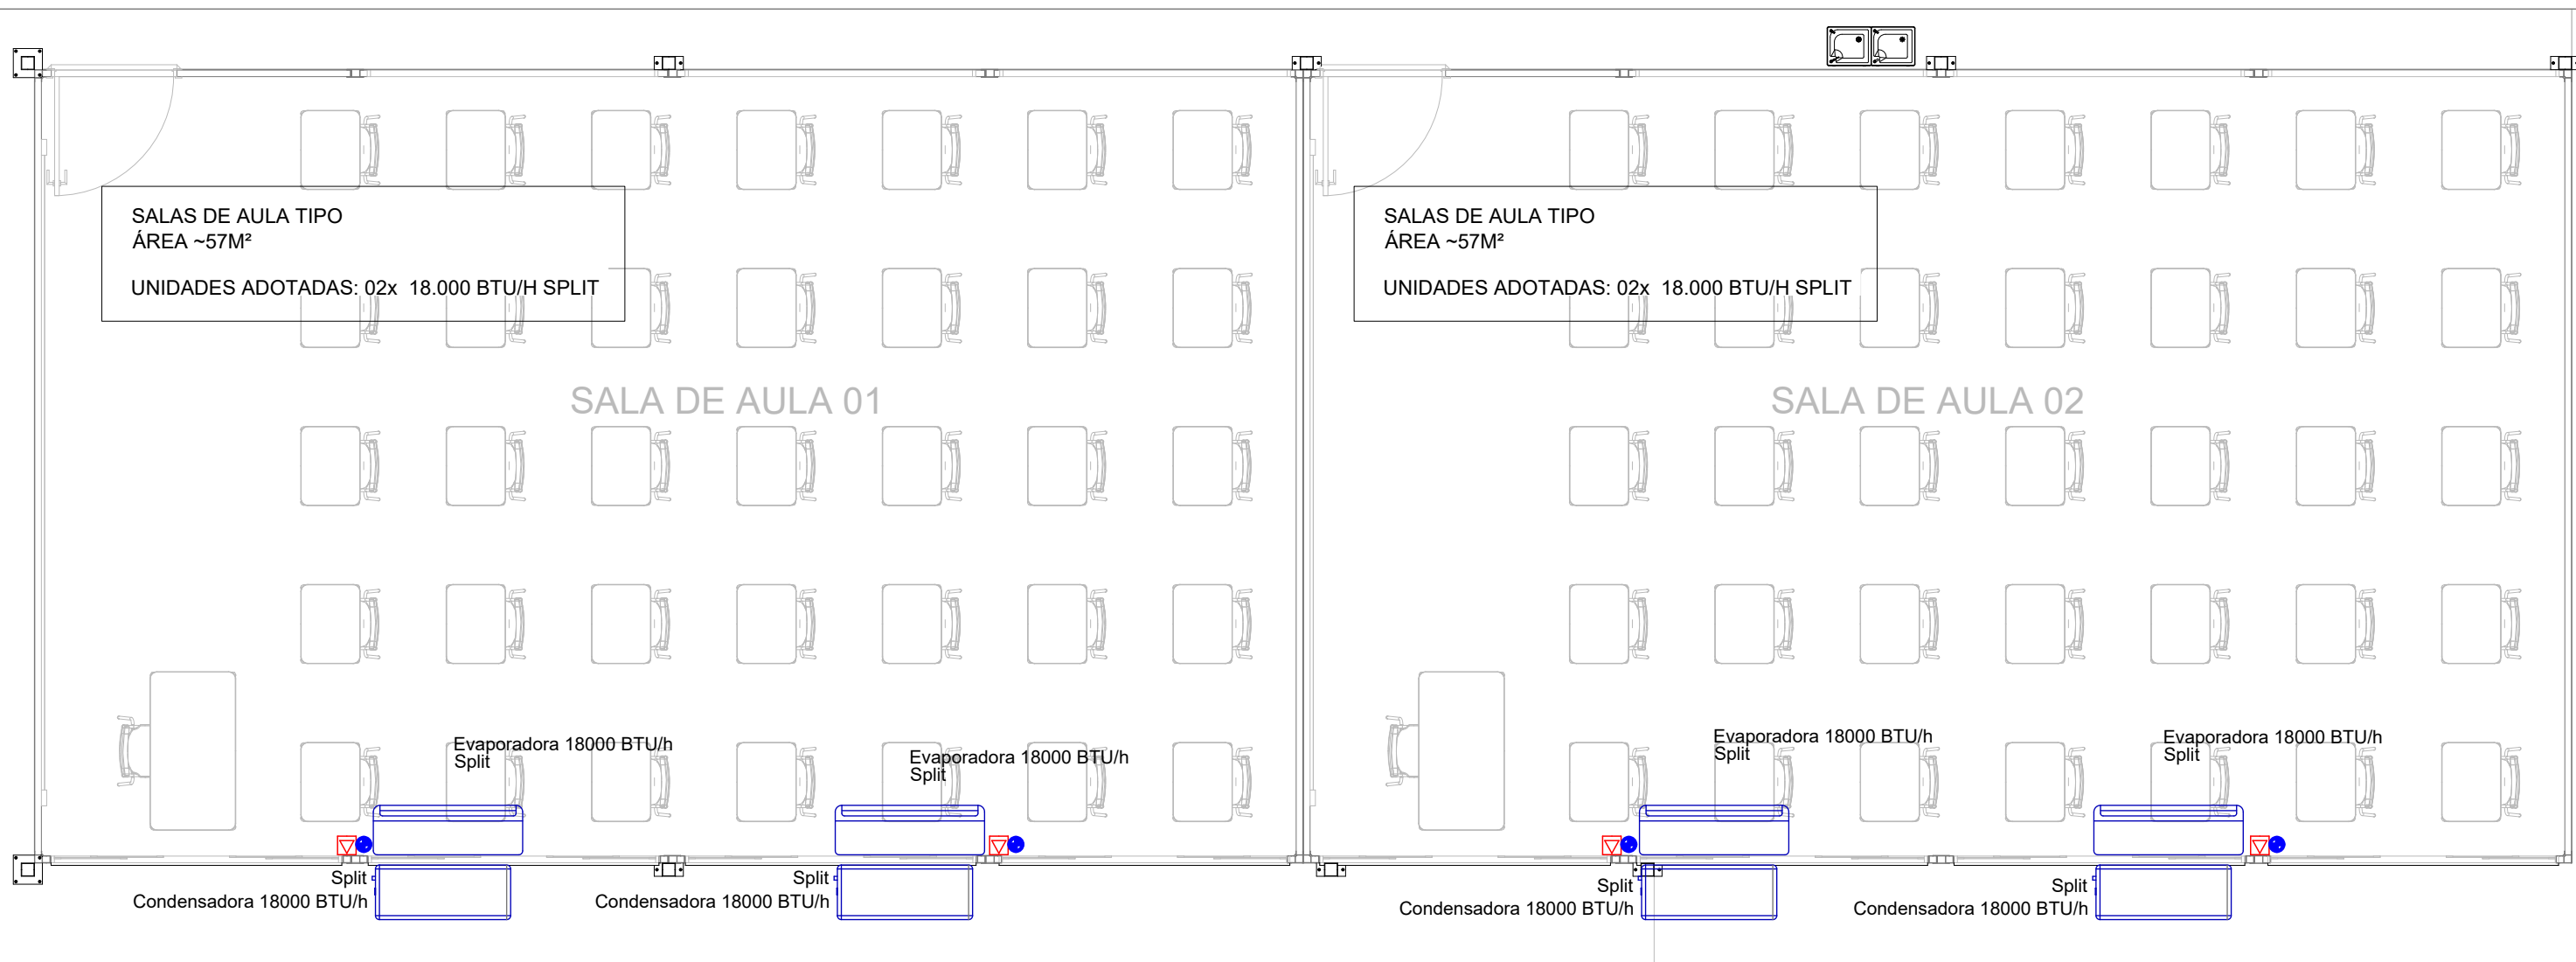 SALAS DE AULA TIPO
ÁREA ~57M²
UNIDADES ADOTADAS: 02x 18.000 BTU/H SPLIT
SALAS DE AULA TIPO
ÁREA ~57M²
UNIDADES ADOTADAS: 02x 18.000 BTU/H SPLIT
SALA DE AULA 01
SALA DE AULA 02
Evaporadora 18000 BTU/h
Split
Evaporadora 18000 BTU/h
Split
Evaporadora 18000 BTU/h
Split
Evaporadora 18000 BTU/h
Split
Split
Condensadora 18000 BTU/h
Split
Condensadora 18000 BTU/h
Split
Condensadora 18000 BTU/h
Split
Condensadora 18000 BTU/h